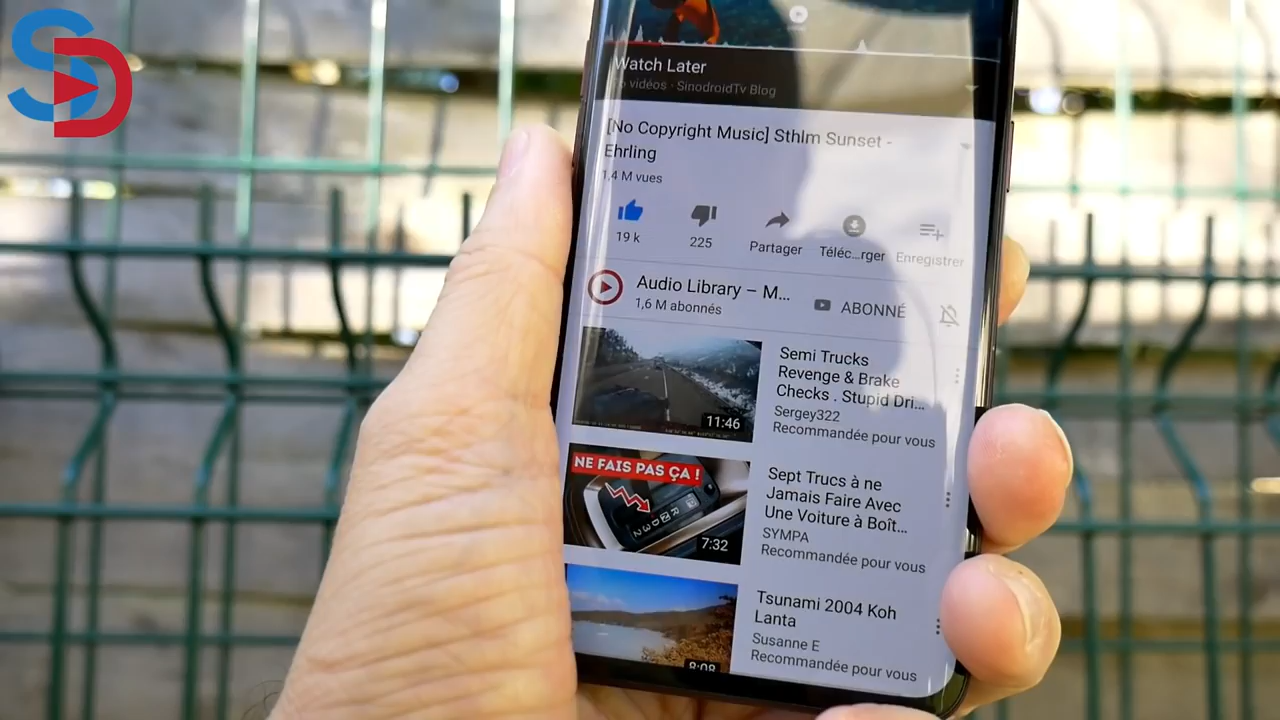 SD
Watch Later
vidéos · SinodroidTv Blog
[No Copyright Music] Sthlm Sunset -
Ehrling
1,4 M vues
19 k
225
Partager
Téléc...rger
Enregistrer
Audio Library – M...
1,6 M abonnés
ABONNÉ
Semi Trucks
Revenge & Brake
Checks . Stupid Dri...
Sergey322
Recommandée pour vous
11:46
NE FAIS PAS ÇA !
7:32
Sept Trucs à ne
Jamais Faire Avec
Une Voiture à Boît...
SYMPA
Recommandée pour vous
Tsunami 2004 Koh
Lanta
Susanne E
Recommandée pour vous
8:08